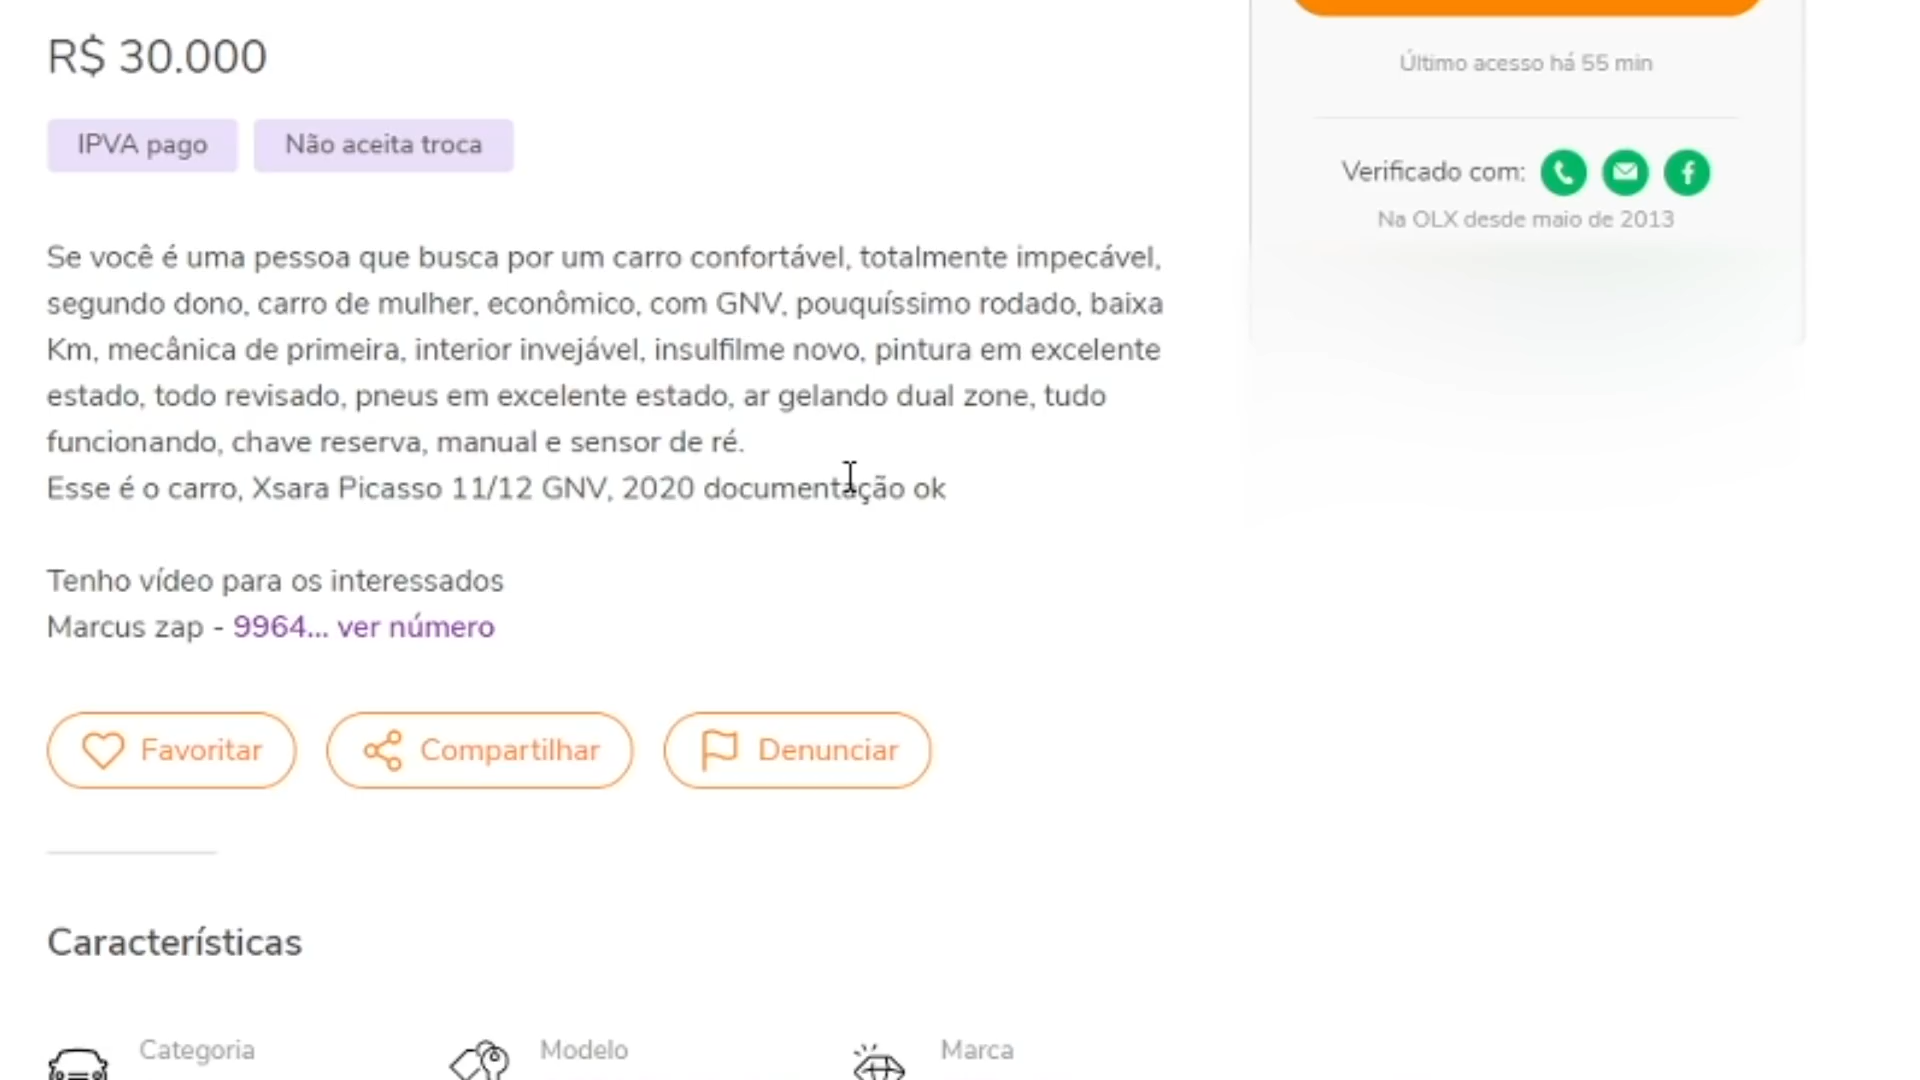 R$ 30.000
IPVA pago
Não aceita troca
Se você é uma pessoa que busca por um carro confortável, totalmente impecável,
segundo dono, carro de mulher, econômico, com GNV, pouquíssimo rodado, baixa
Km, mecânica de primeira, interior invejável, insulfilme novo, pintura em excelente
estado, todo revisado, pneus em excelente estado, ar gelando dual zone, tudo
funcionando, chave reserva, manual e sensor de ré.
Esse é o carro, Xsara Picasso 11/12 GNV, 2020 documentação ok
Tenho vídeo para os interessados
Marcus zap - 9964... ver número
Favoritar
Compartilhar
Denunciar
Características
Categoria
Modelo
Marca
Último acesso há 55 min
Verificado com:
Na OLX desde maio de 2013